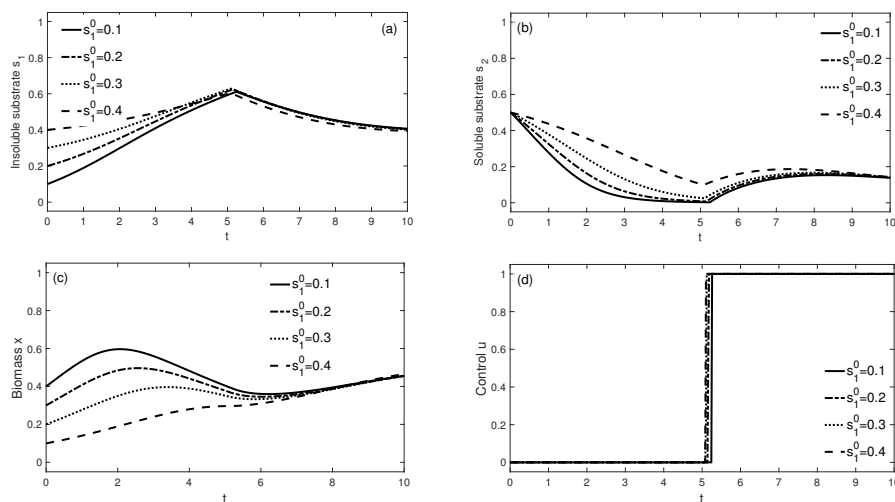 (a)
s₁⁰=0.1
s₁⁰=0.2
s₁⁰=0.3
s₁⁰=0.4
Insoluble substrate s₁
1
0.8
0.6
0.4
0.2
0
0 1 2 3 4 5 6 7 8 9 10
t
(b)
s₁⁰=0.1
s₁⁰=0.2
s₁⁰=0.3
s₁⁰=0.4
Soluble substrate s₂
1
0.8
0.6
0.4
0.2
0
0 1 2 3 4 5 6 7 8 9 10
t
(c)
s₁⁰=0.1
s₁⁰=0.2
s₁⁰=0.3
s₁⁰=0.4
Biomass x
1
0.8
0.6
0.4
0.2
0
0 2 4 6 8 10
t
(d)
s₁⁰=0.1
s₁⁰=0.2
s₁⁰=0.3
s₁⁰=0.4
Control u
1
0.8
0.6
0.4
0.2
0
0 1 2 3 4 5 6 7 8 9 10
t